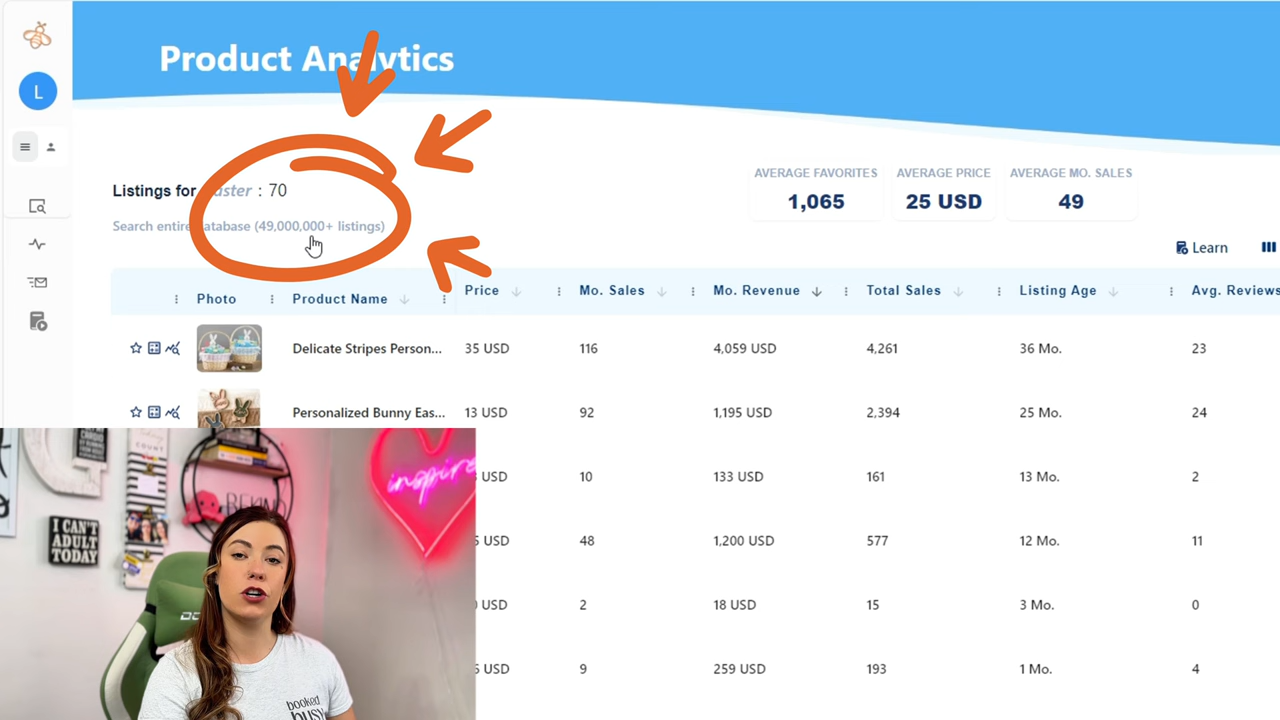 Product Analytics
L
Listings for Easter : 70
Search entire database (49,000,000+ listings)
AVERAGE FAVORITES
1,065
AVERAGE PRICE
25 USD
AVERAGE MO. SALES
49
Learn
Photo Product Name Price Mo. Sales Mo. Revenue Total Sales Listing Age Avg. Reviews
Delicate Stripes Person... 35 USD 116 4,059 USD 4,261 36 Mo. 23
Personalized Bunny Eas... 13 USD 92 1,195 USD 2,394 25 Mo. 24
USD 10 133 USD 161 13 Mo. 2
USD 48 1,200 USD 577 12 Mo. 11
USD 2 18 USD 15 3 Mo. 0
USD 9 259 USD 193 1 Mo. 4
COUNT
I CAN'T
ADULT
TODAY
BE KIND
inspire
booked
busy